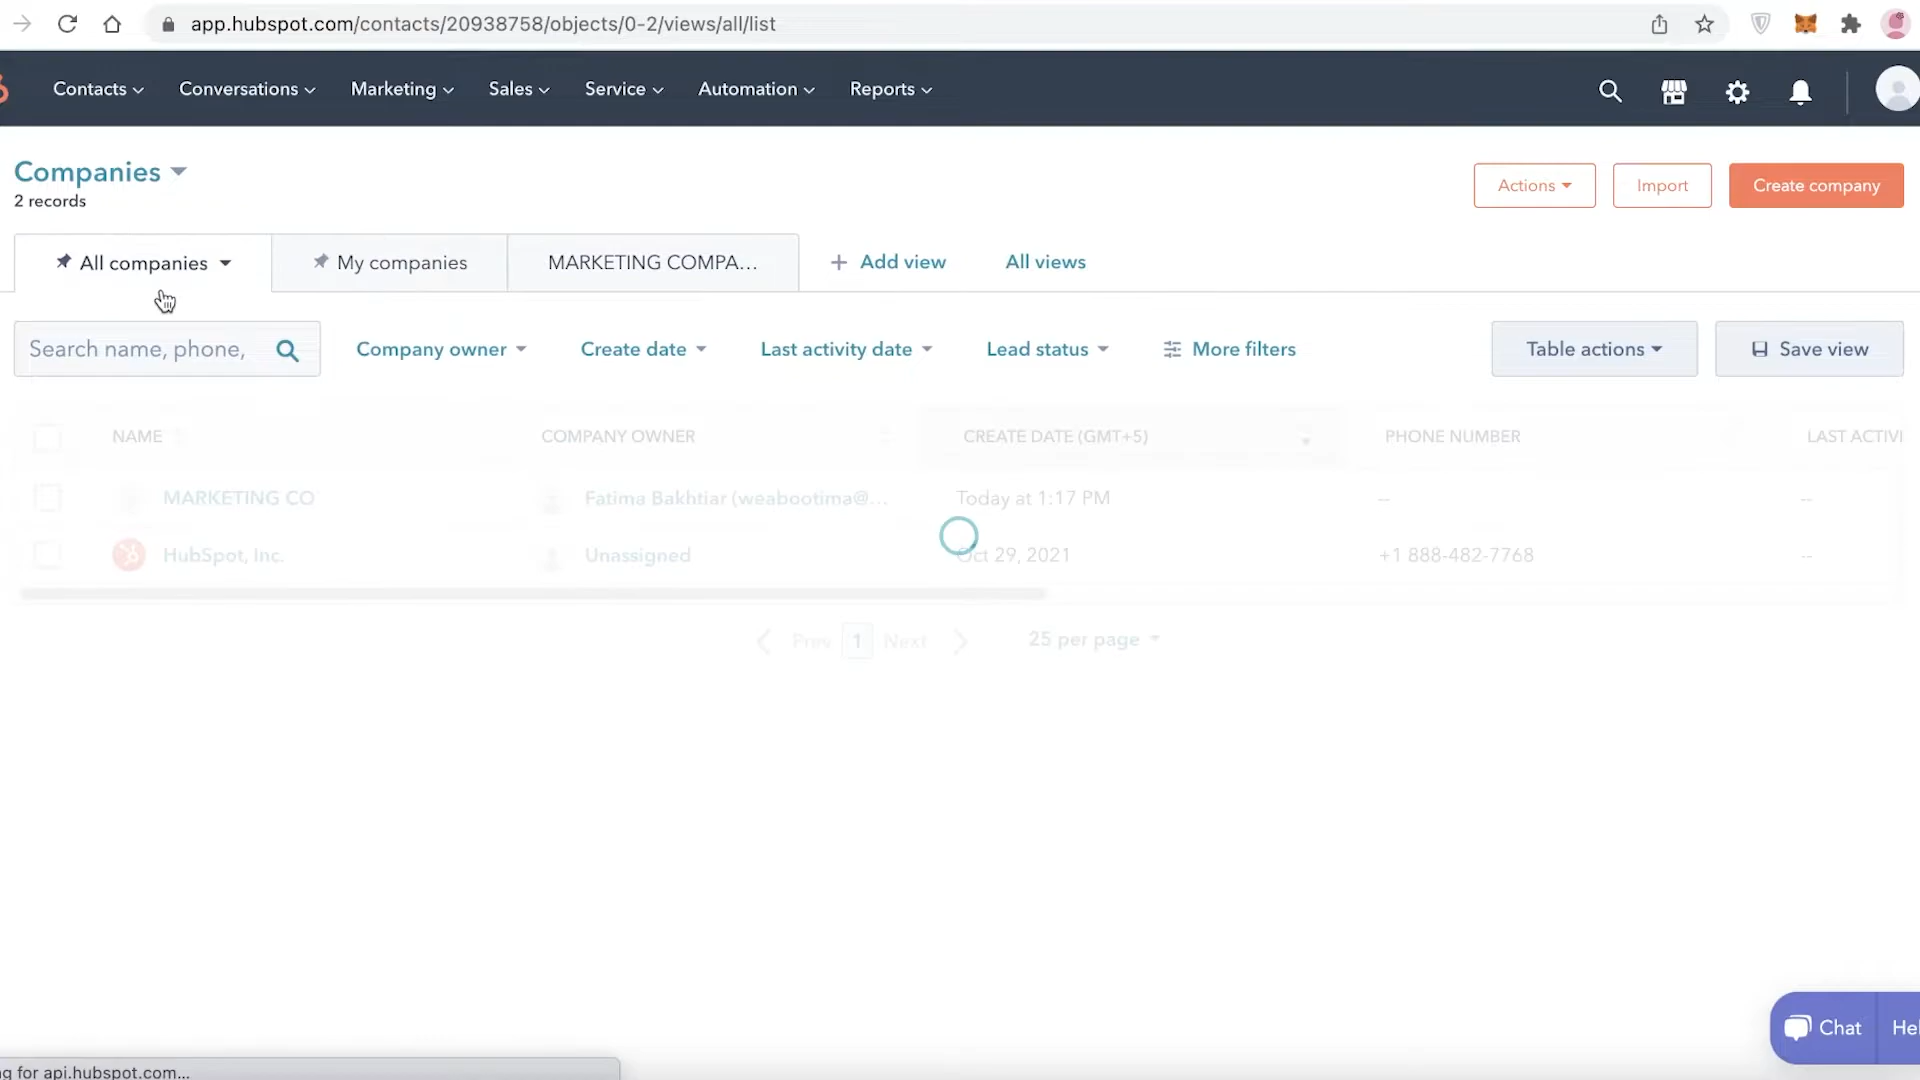 app.hubspot.com/contacts/20938758/objects/0-2/views/all/list
Contacts Conversations Marketing Sales Service Automation Reports
Companies
2 records
Actions Import Create company
All companies My companies MARKETING COMPA... + Add view All views
Search name, phone, Company owner Create date Last activity date Lead status More filters Table actions Save view
NAME COMPANY OWNER CREATE DATE (GMT+5) PHONE NUMBER LAST ACTIVI
MARKETING CO Fatima Bakhtiar (weabootima@... Today at 1:17 PM -- --
HubSpot, Inc. Unassigned Oct 29, 2021 +1 888-482-7768 --
Prev 1 Next 25 per page
Chat Hel
g for api.hubspot.com...